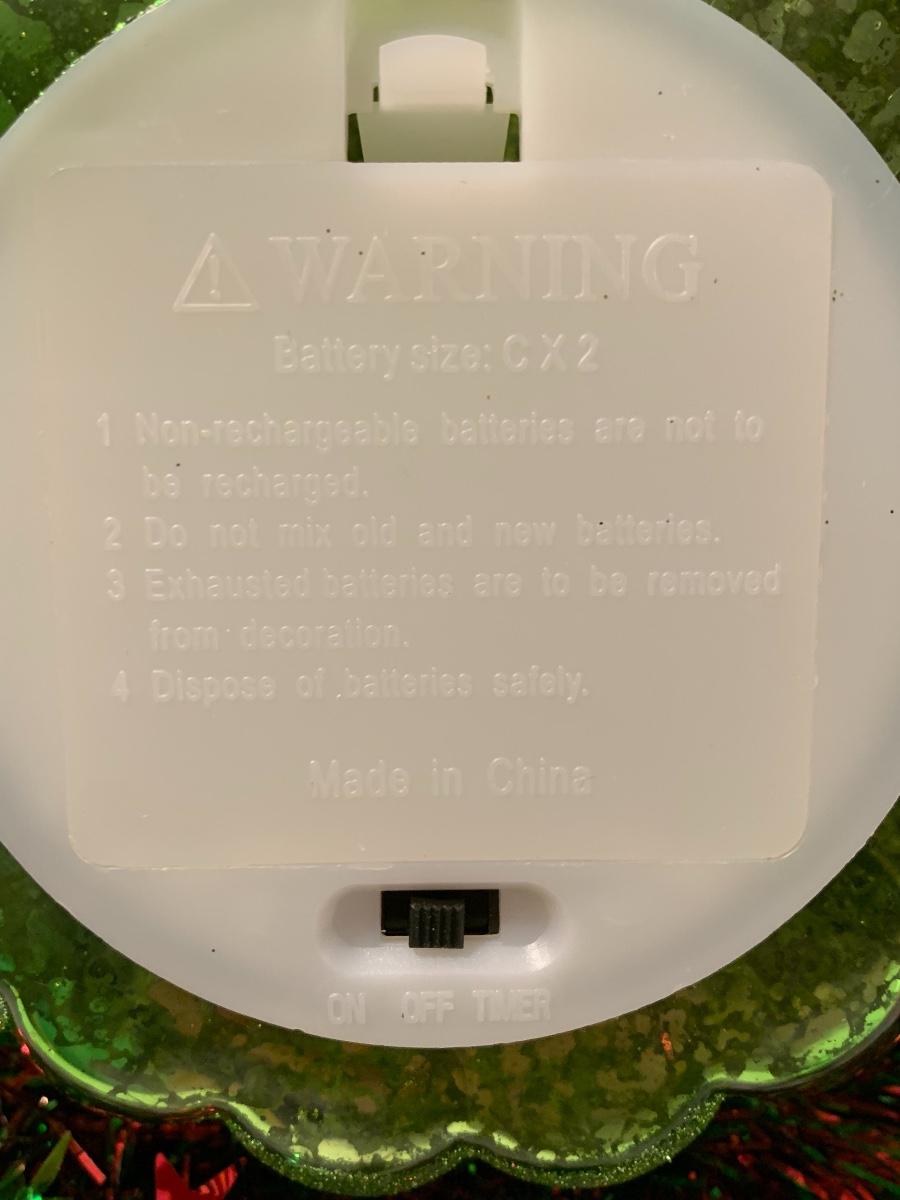 WARNING
Battery size: C X 2
1 Non-rechargeable batteries are not to
be recharged.
2 Do not mix old and new batteries.
3 Exhausted batteries are to be removed
from decoration.
4 Dispose of batteries safely.
Made in China
ON OFF TIMER